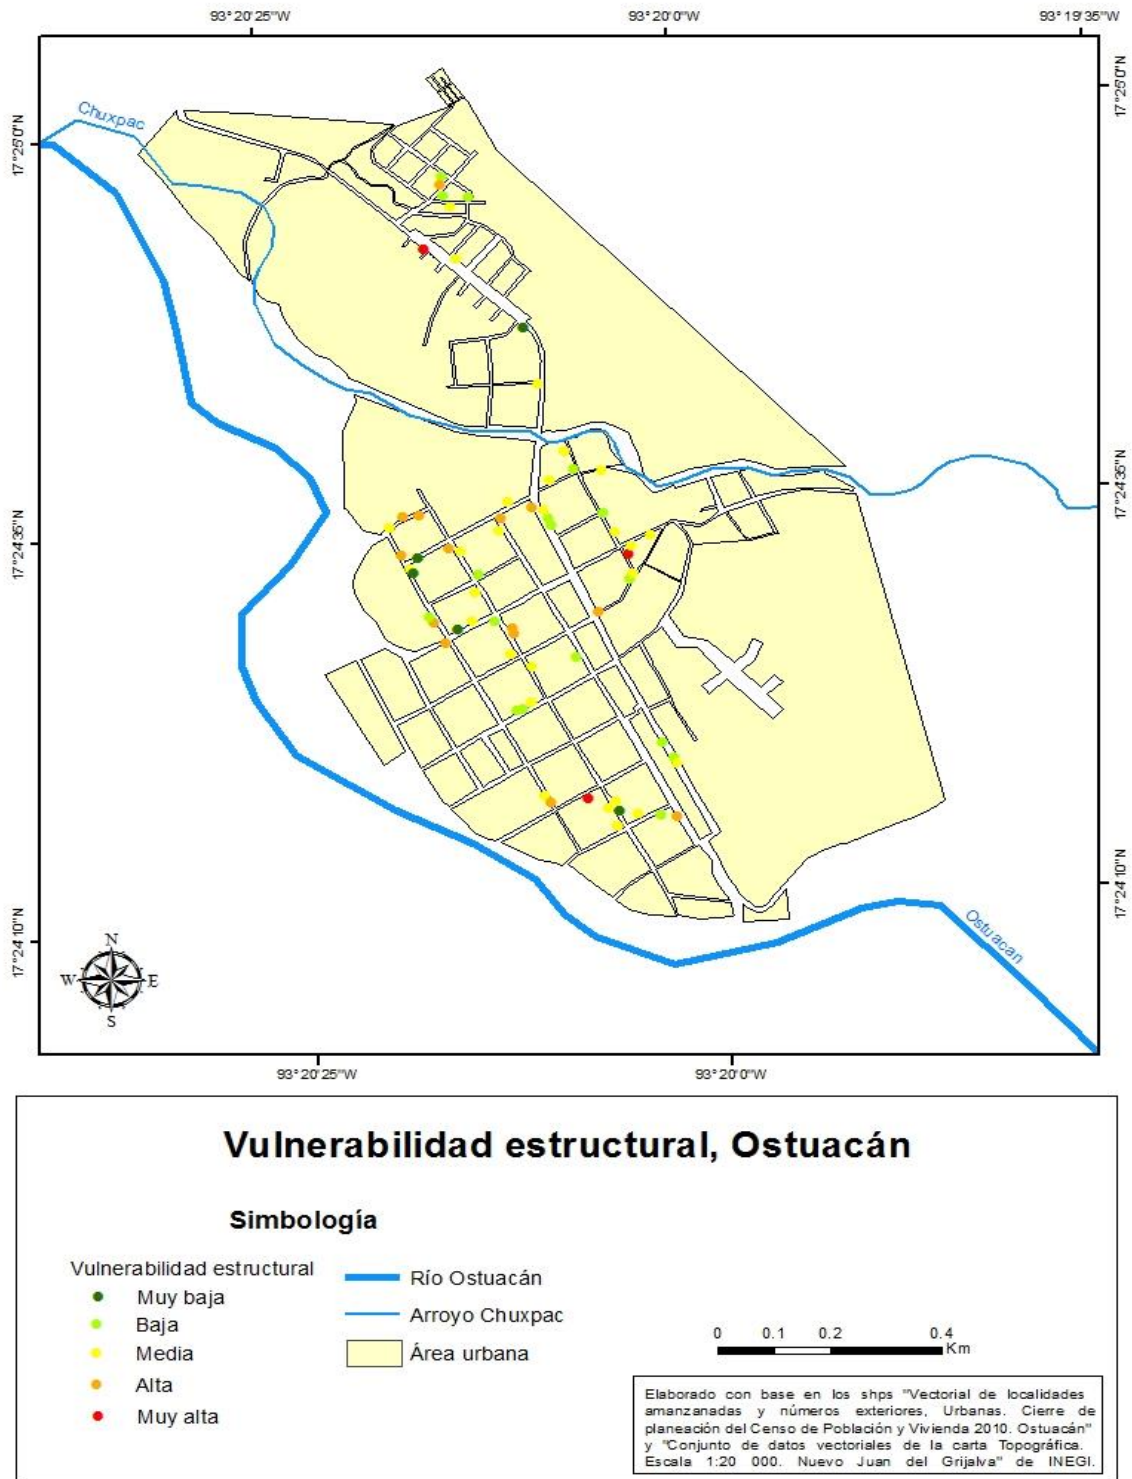 93°20'25"W
93°20'0"W
93°19'35"W
17°25'0"N
17°25'0"N
Chuxpac
17°24'35"N
17°24'35"N
17°24'10"N
17°24'10"N
Ostuacan
N
W
E
S
93°20'25"W
93°20'0"W
Vulnerabilidad estructural, Ostuacán
Simbología
Vulnerabilidad estructural
Muy baja
Baja
Media
Alta
Muy alta
Río Ostuacán
Arroyo Chuxpac
Área urbana
0 0.1 0.2 0.4
Km
Elaborado con base en los shps "Vectorial de localidades
amanzanadas y números exteriores, Urbanas. Cierre de
planeación del Censo de Población y Vivienda 2010. Ostuacán"
y "Conjunto de datos vectoriales de la carta Topográfica.
Escala 1:20 000. Nuevo Juan del Grijalva" de INEGI.